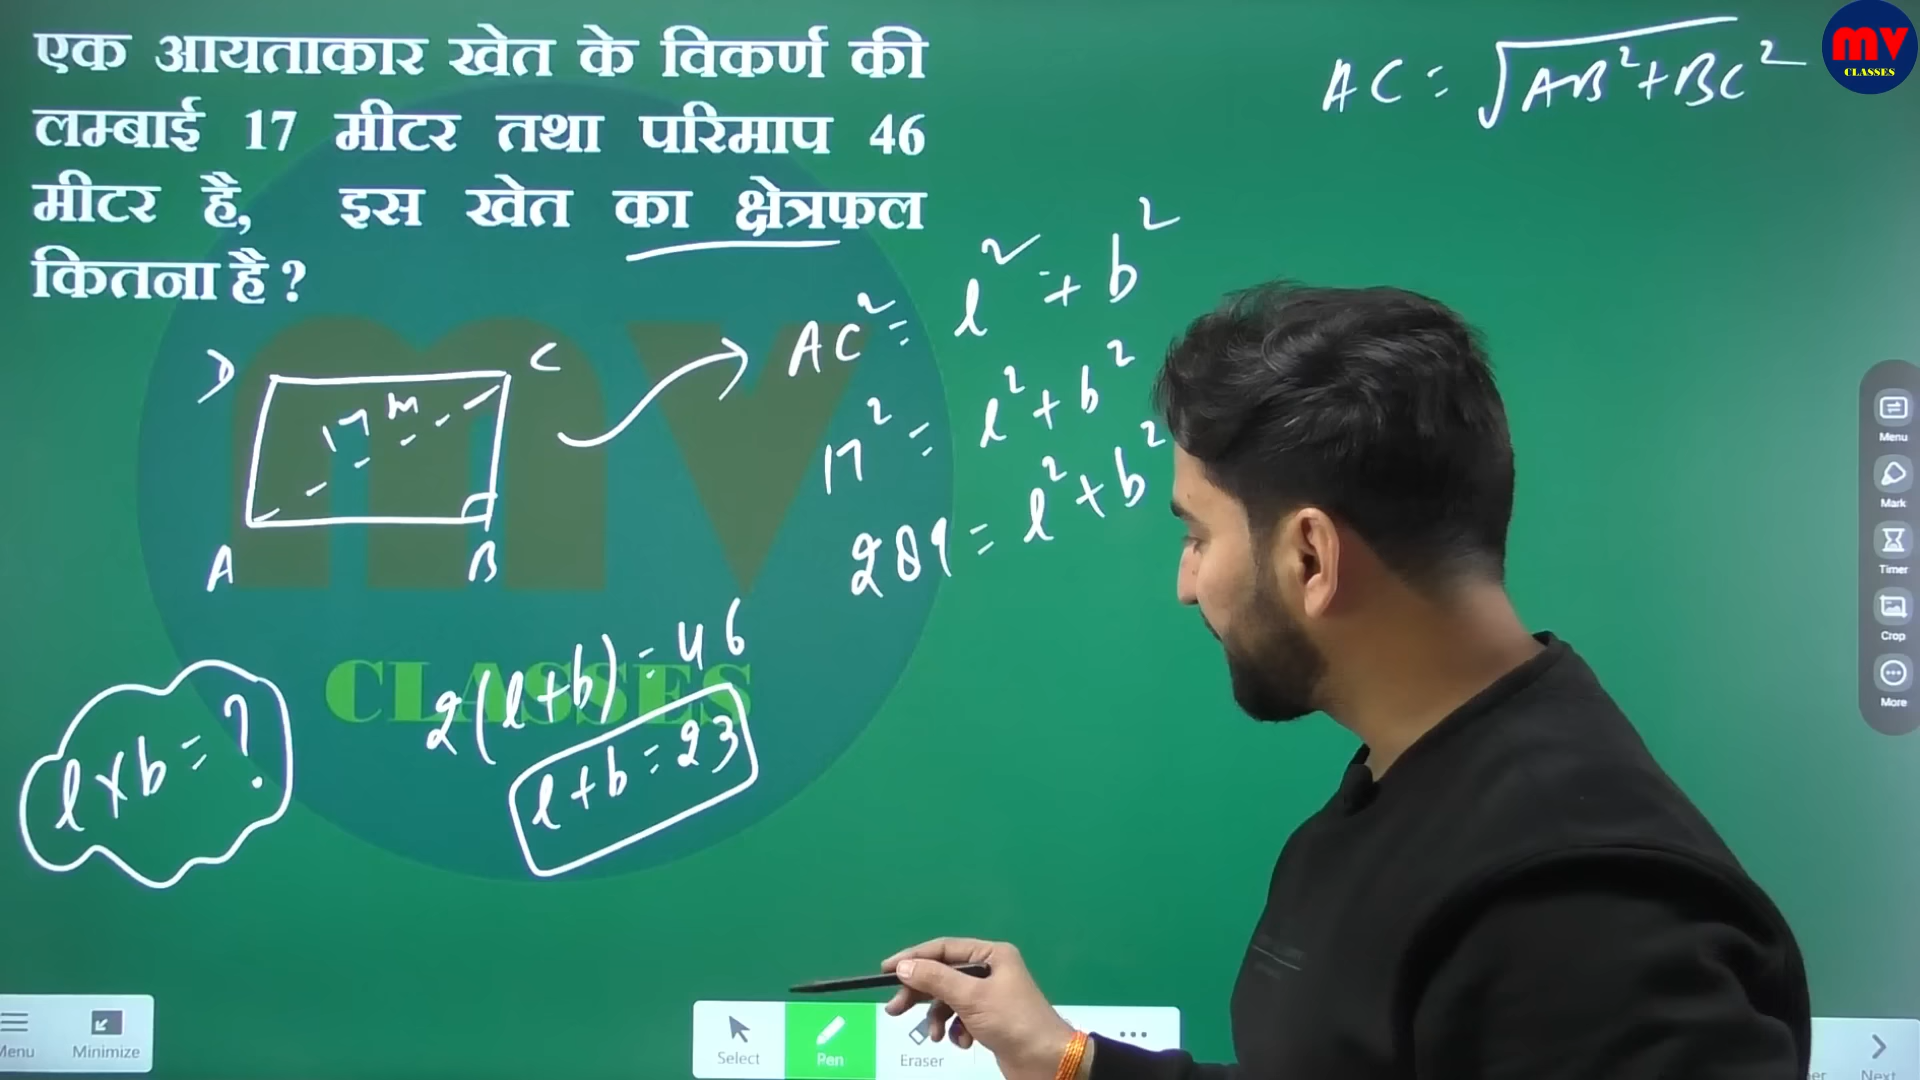 एक आयताकार खेत के विकर्ण की
लम्बाई 17 मीटर तथा परिमाप 46
मीटर है, इस खेत का क्षेत्रफल
कितना है ?
AC = √AB²+BC²
mv
CLASSES
AC² = l² + b²
17² = l² + b²
289 = l² + b²
D
C
17 m
A
B
mv
CLASSES
2(l+b) = 46
l+b = 23
l×b = ?
Menu
Mark
Timer
Crop
More
Menu
Minimize
Select
Pen
Eraser
Next